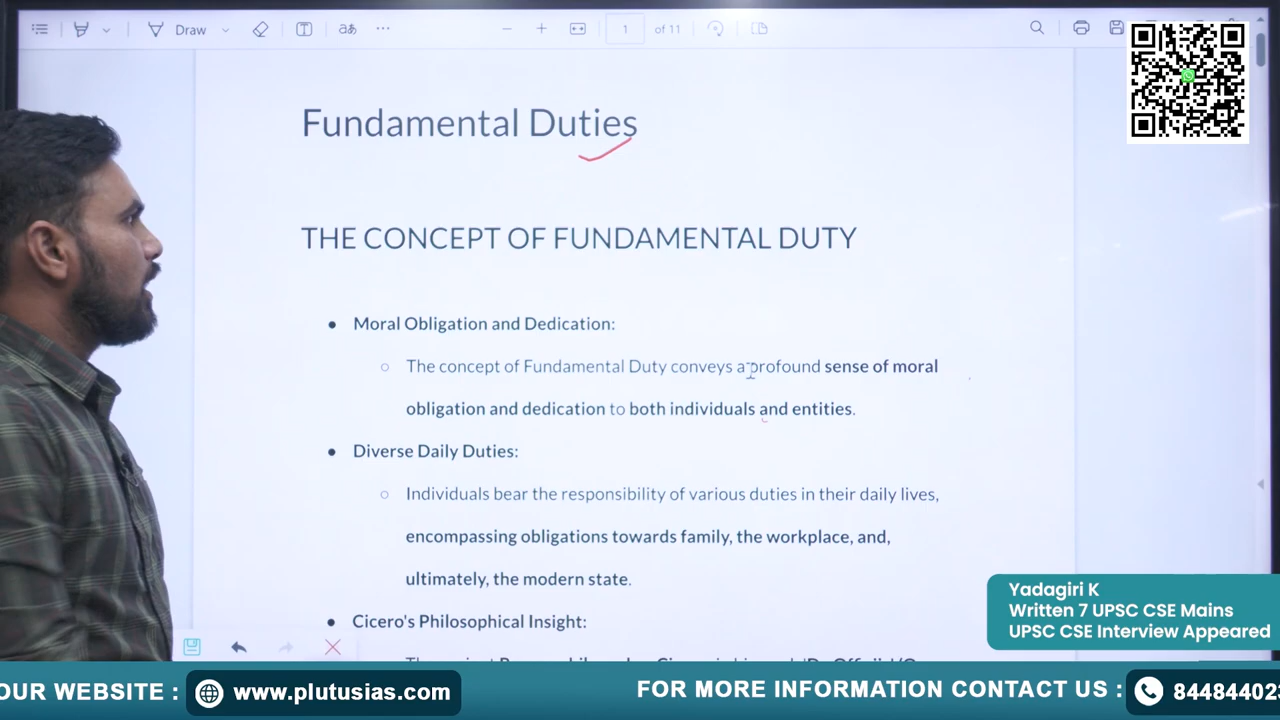 Draw
aあ
1 of 11
Fundamental Duties
THE CONCEPT OF FUNDAMENTAL DUTY
• Moral Obligation and Dedication:
○ The concept of Fundamental Duty conveys a profound sense of moral
obligation and dedication to both individuals and entities.
• Diverse Daily Duties:
○ Individuals bear the responsibility of various duties in their daily lives,
encompassing obligations towards family, the workplace, and,
ultimately, the modern state.
• Cicero's Philosophical Insight:
Yadagiri K
Written 7 UPSC CSE Mains
UPSC CSE Interview Appeared
OUR WEBSITE : www.plutusias.com
FOR MORE INFORMATION CONTACT US : 844844023